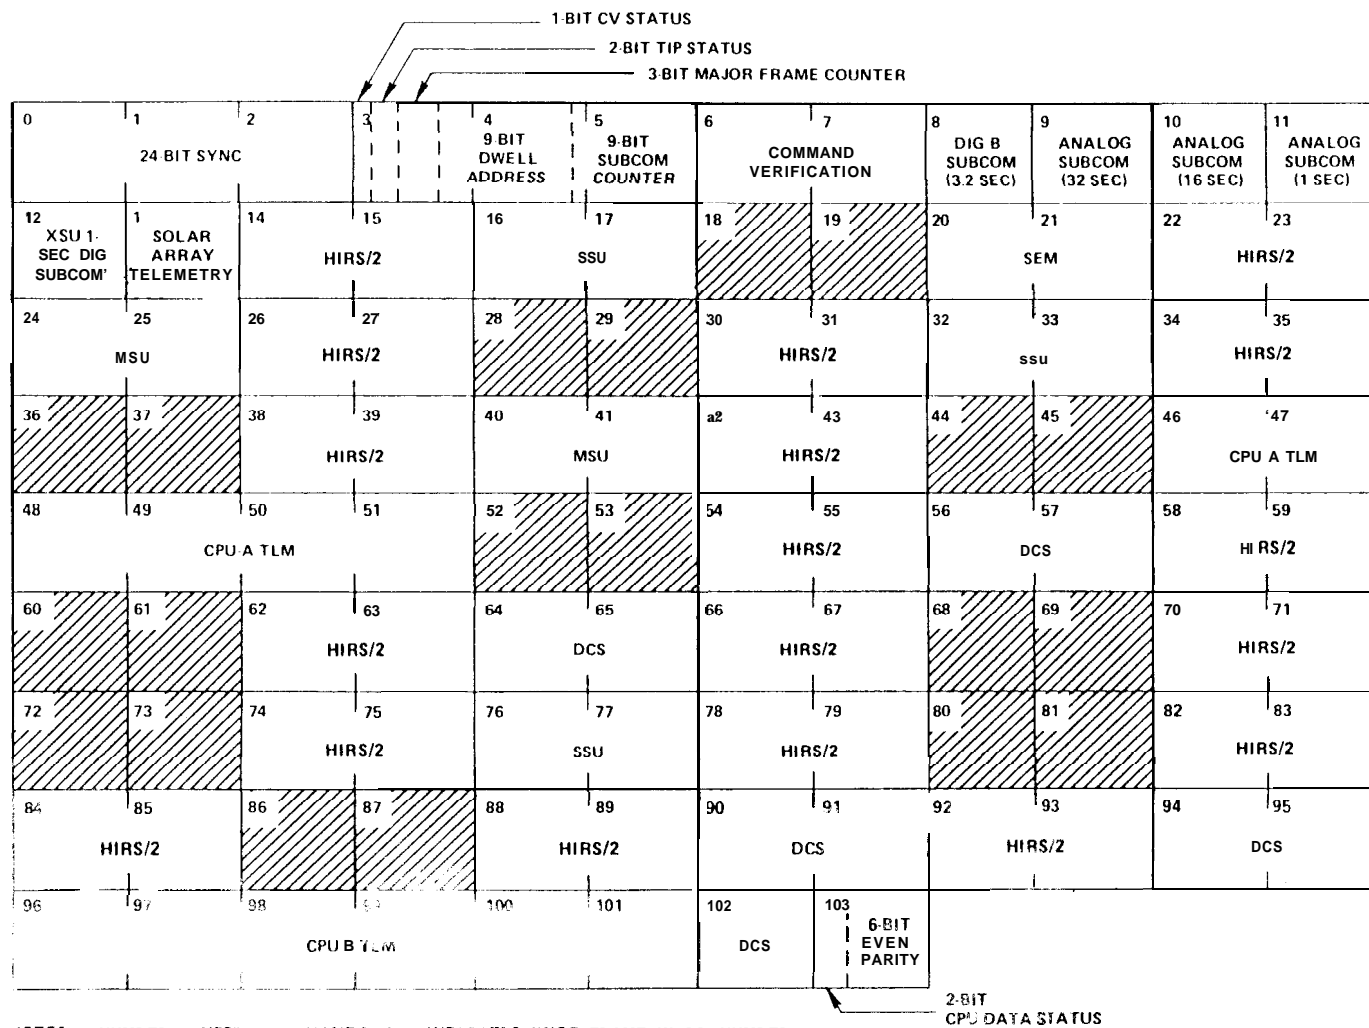 1-BIT CV STATUS
2-BIT TIP STATUS
3-BIT MAJOR FRAME COUNTER
0 1 2 3 4 5 6 7 8 9 10 11
24-BIT SYNC
9-BIT DWELL ADDRESS
9-BIT SUBCOM COUNTER
COMMAND VERIFICATION
DIG B SUBCOM (3.2 SEC)
ANALOG SUBCOM (32 SEC)
ANALOG SUBCOM (16 SEC)
ANALOG SUBCOM (1 SEC)
12 1 14 15 16 17 18 19 20 21 22 23
XSU 1-SEC DIG SUBCOM'
SOLAR ARRAY TELEMETRY
HIRS/2 SSU SEM HIRS/2
24 25 26 27 28 29 30 31 32 33 34 35
MSU HIRS/2 HIRS/2 ssu HIRS/2
36 37 38 39 40 41 a2 43 44 45 46 '47
HIRS/2 MSU HIRS/2 CPU A TLM
48 49 50 51 52 53 54 55 56 57 58 59
CPU-A TLM HIRS/2 DCS HIRS/2
60 61 62 63 64 65 66 67 68 69 70 71
HIRS/2 DCS HIRS/2 HIRS/2
72 73 74 75 76 77 78 79 80 81 82 83
HIRS/2 SSU HIRS/2 HIRS/2
84 85 86 87 88 89 90 91 92 93 94 95
HIRS/2 HIRS/2 DCS HIRS/2 DCS
96 97 98 99 100 101 102 103
CPU B TLM DCS
6-BIT EVEN PARITY
2-BIT
CPU DATA STATUS